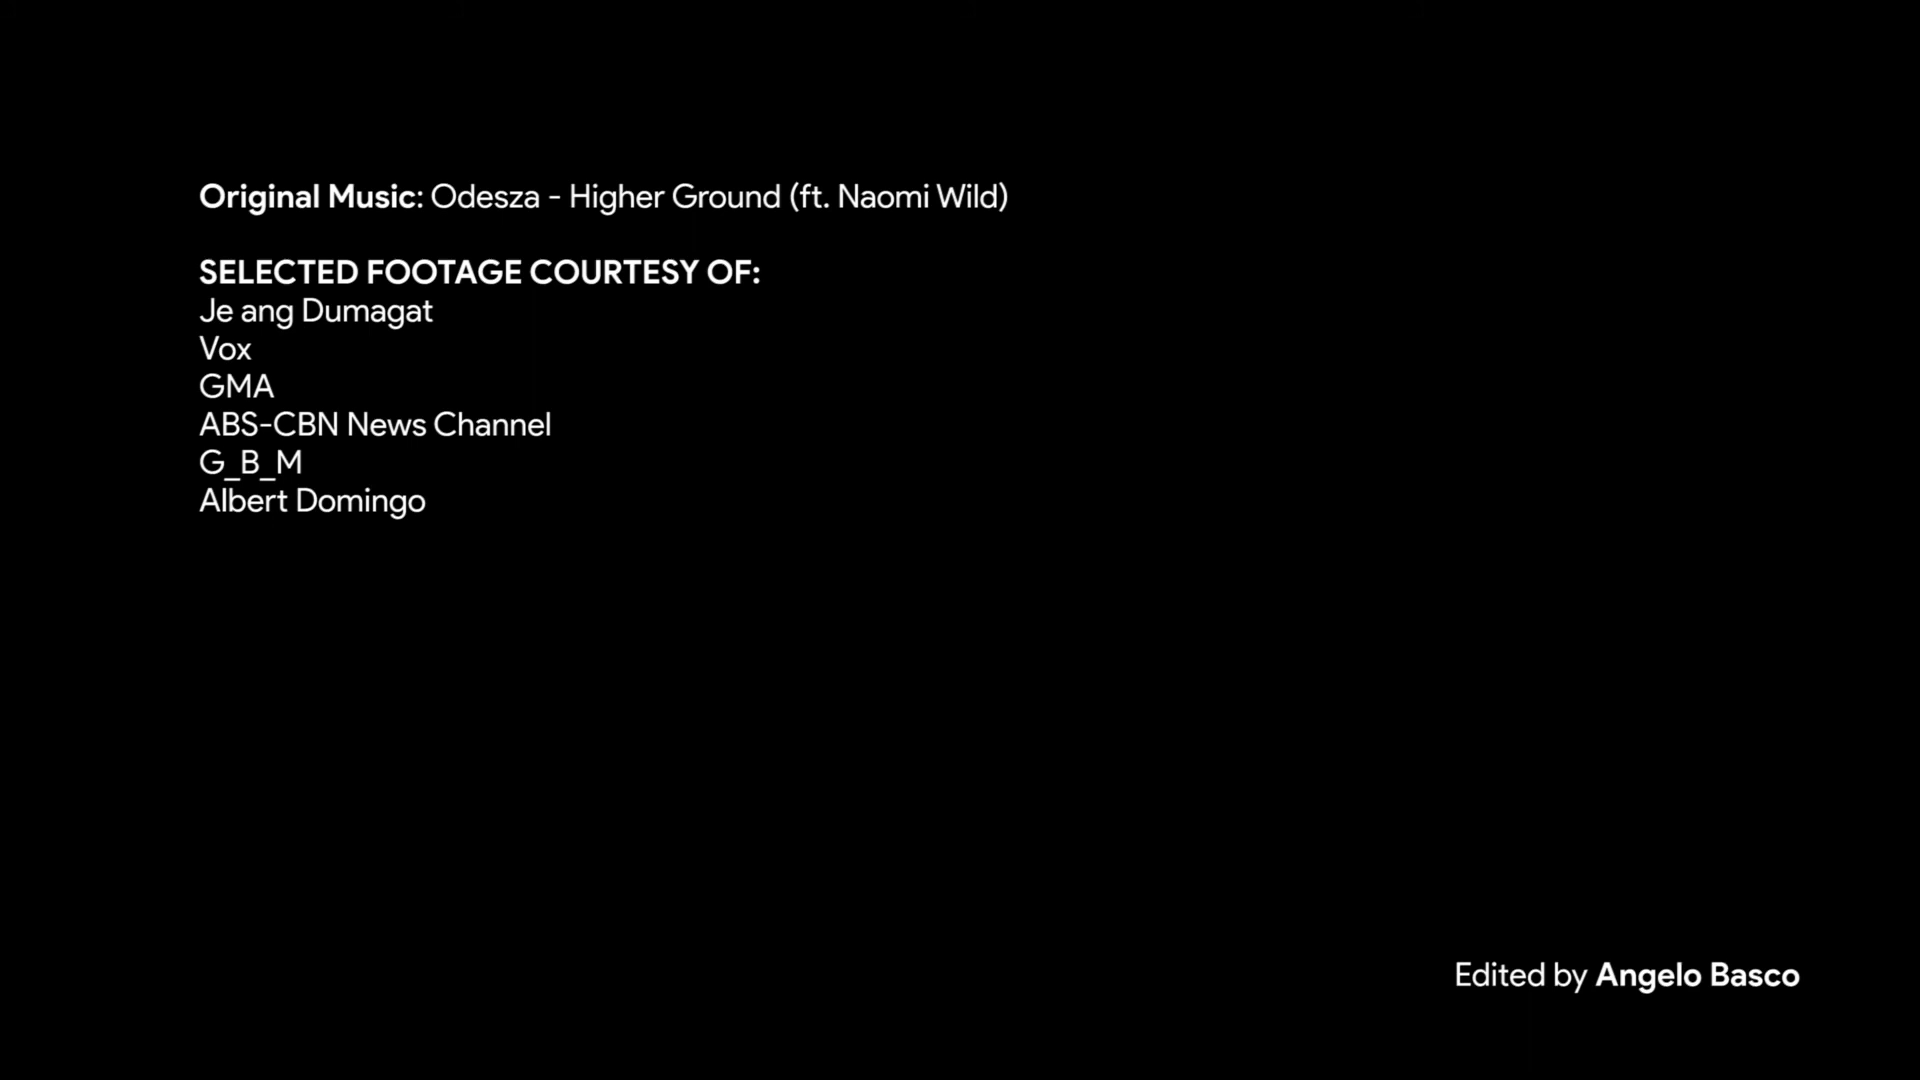 Original Music: Odesza - Higher Ground (ft. Naomi Wild)
SELECTED FOOTAGE COURTESY OF:
Je ang Dumagat
Vox
GMA
ABS-CBN News Channel
G_B_M
Albert Domingo
Edited by Angelo Basco